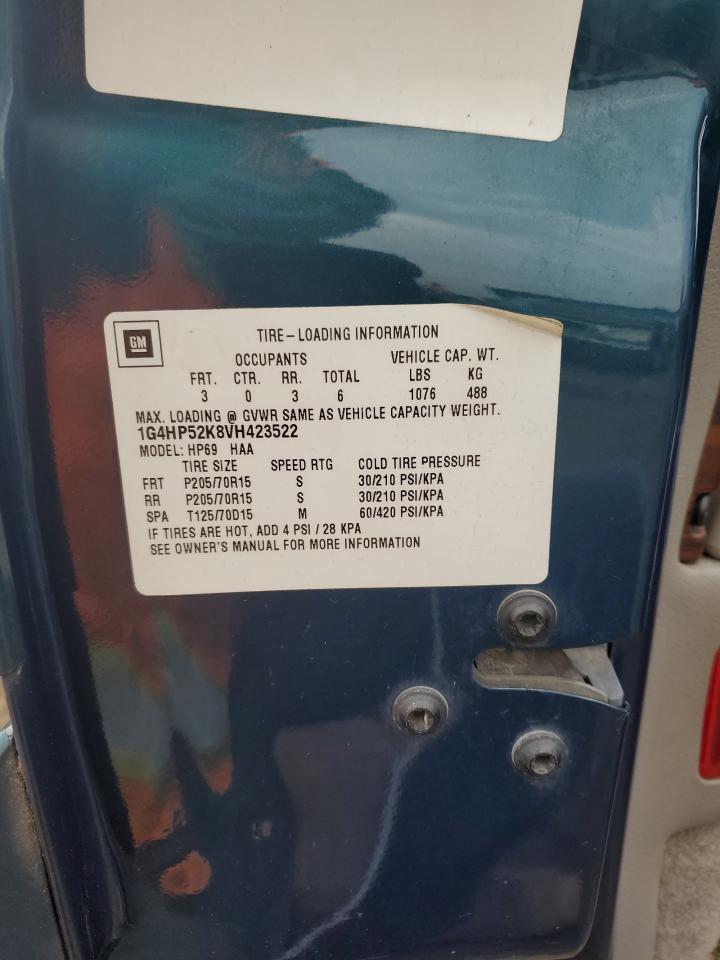 GM
TIRE-LOADING INFORMATION
OCCUPANTS VEHICLE CAP. WT.
FRT. CTR. RR. TOTAL LBS KG
3 0 3 6 1076 488
MAX. LOADING @ GVWR SAME AS VEHICLE CAPACITY WEIGHT.
1G4HP52K8VH423522
MODEL: HP69 HAA
TIRE SIZE SPEED RTG COLD TIRE PRESSURE
FRT P205/70R15 S 30/210 PSI/KPA
RR P205/70R15 S 30/210 PSI/KPA
SPA T125/70D15 M 60/420 PSI/KPA
IF TIRES ARE HOT, ADD 4 PSI / 28 KPA
SEE OWNER'S MANUAL FOR MORE INFORMATION